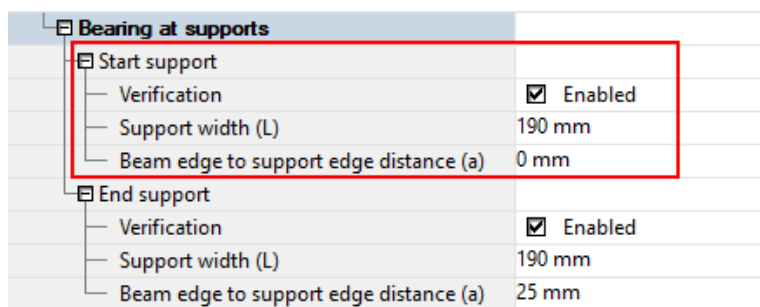 Bearing at supports
Start support
Verification Enabled
Support width (L) 190 mm
Beam edge to support edge distance (a) 0 mm
End support
Verification Enabled
Support width (L) 190 mm
Beam edge to support edge distance (a) 25 mm